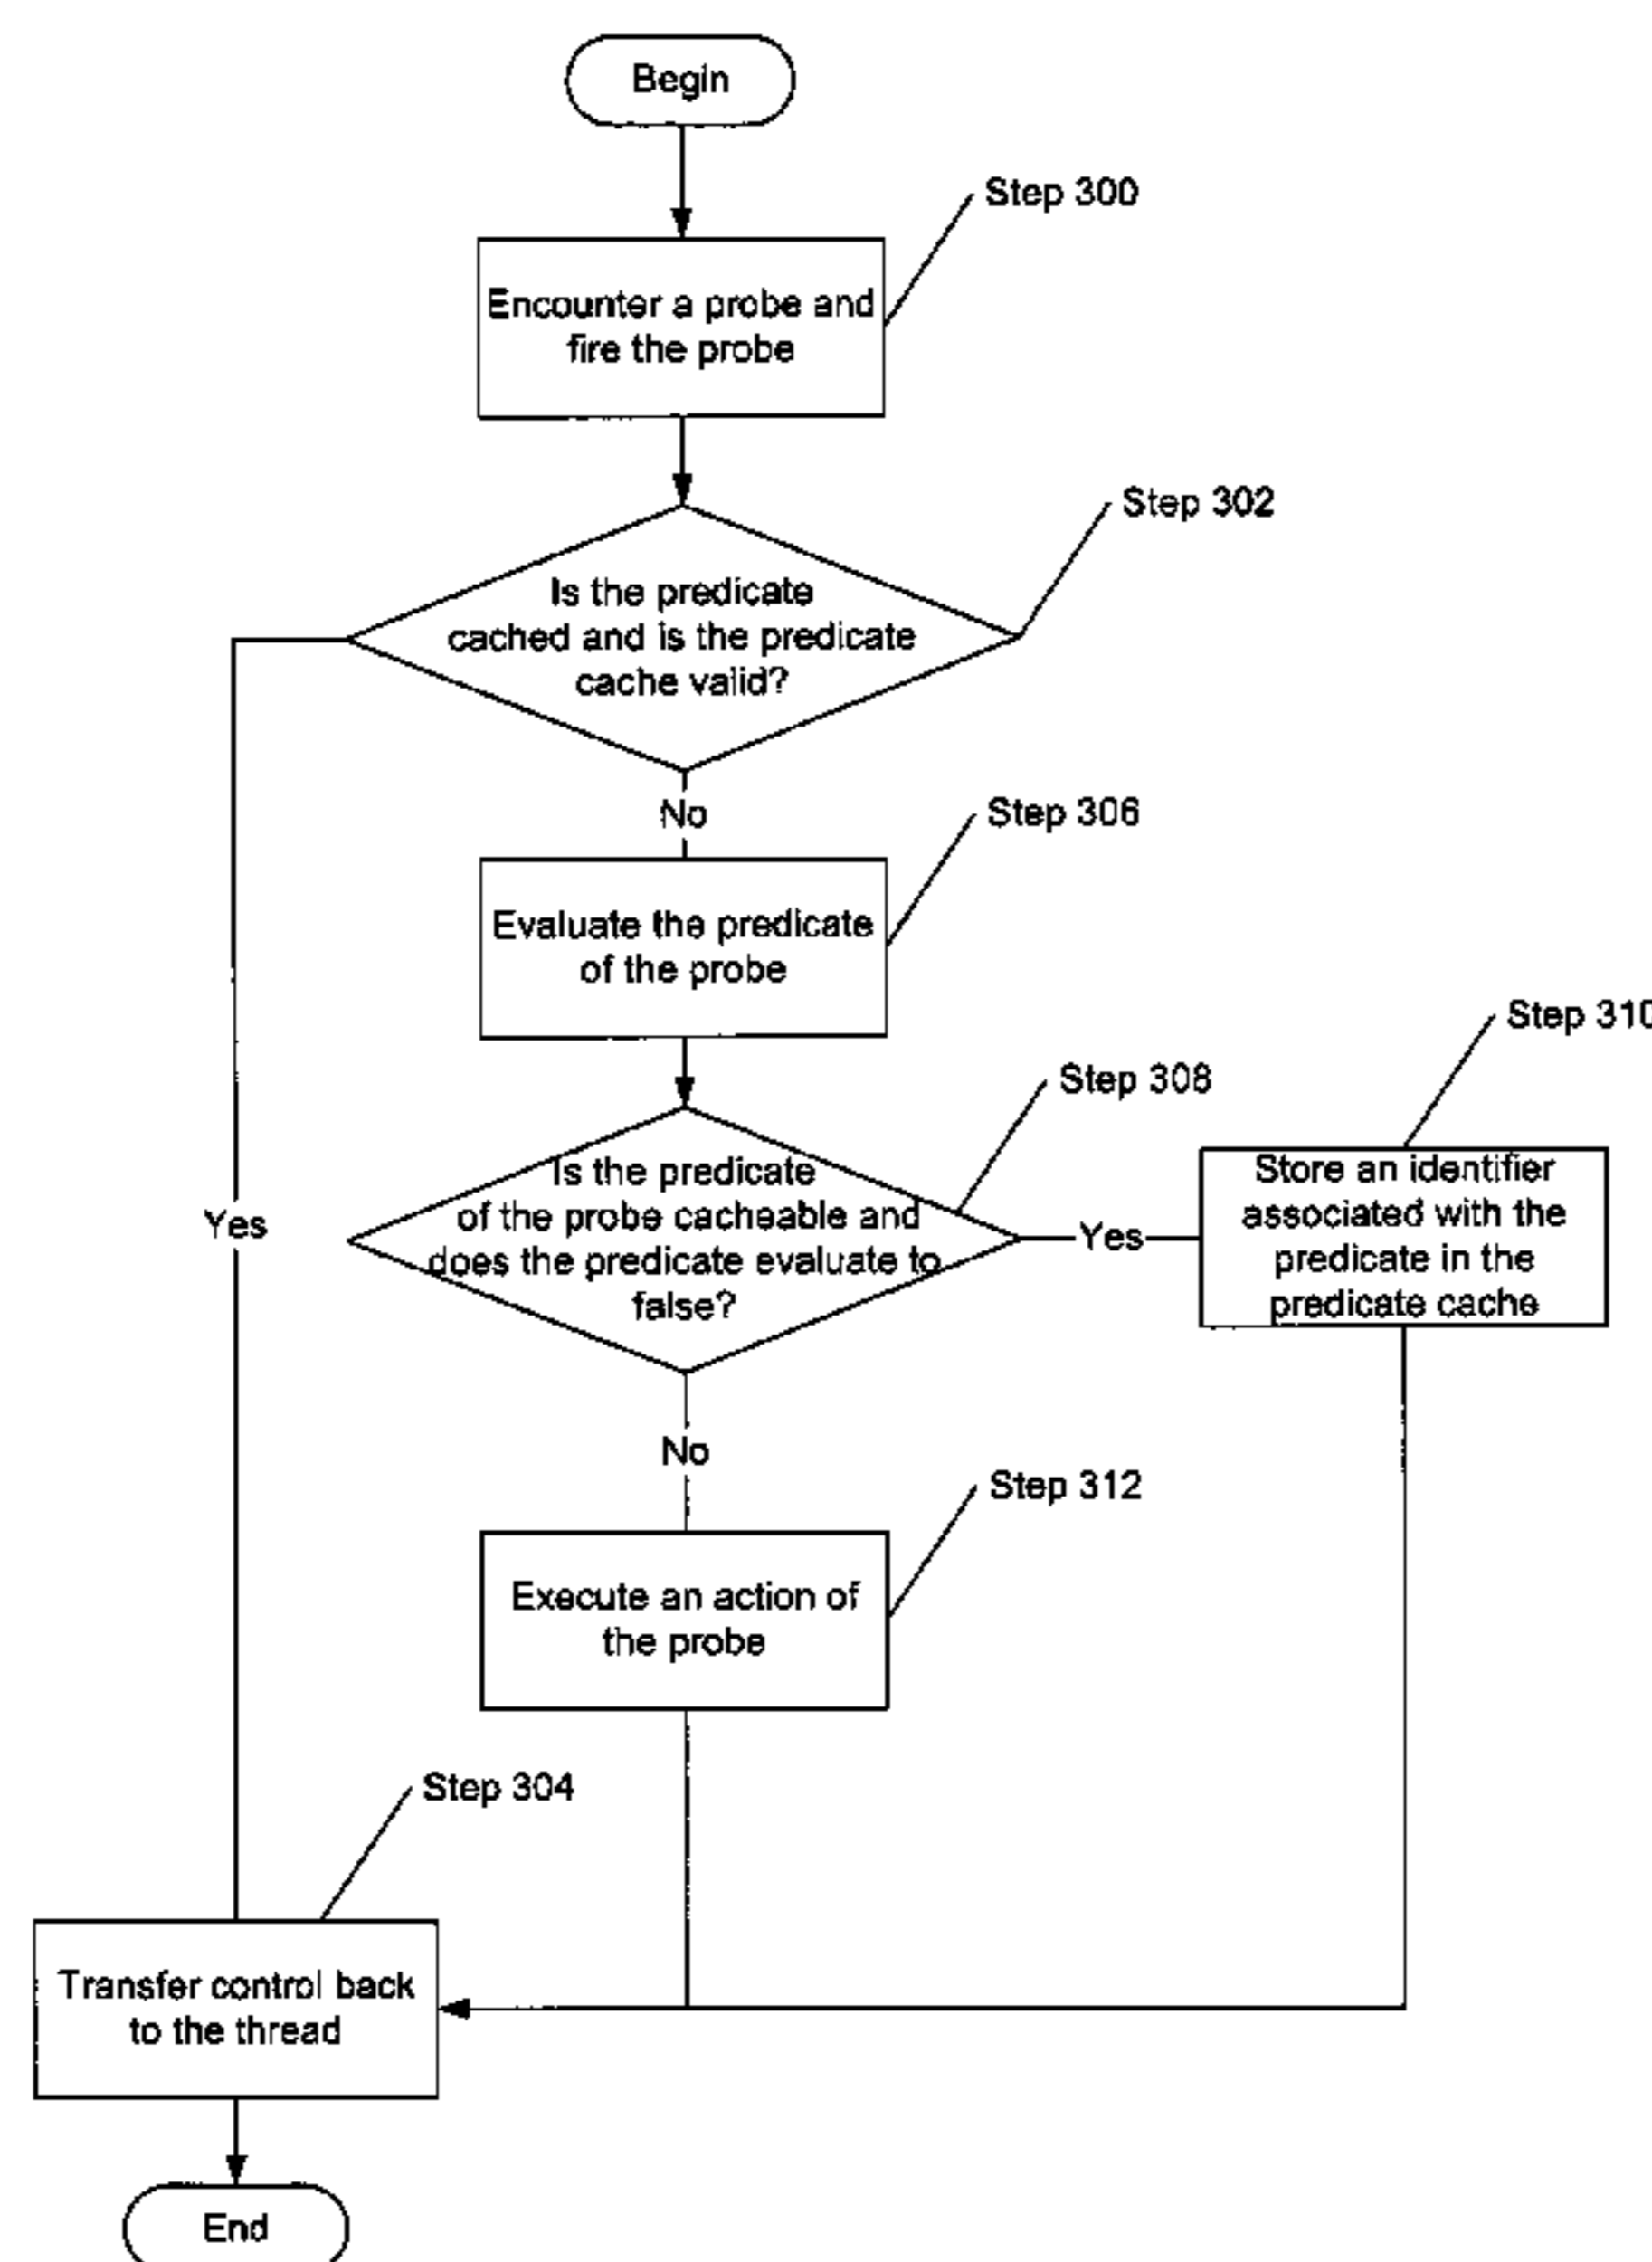 Begin
Step 300
Encounter a probe and
fire the probe
Step 302
Is the predicate
cached and is the predicate
cache valid?
No
Step 306
Evaluate the predicate
of the probe
Step 310
Step 308
Is the predicate
of the probe cacheable and
does the predicate evaluate to
false?
Yes
Store an identifier
associated with the
predicate in the
predicate cache
Yes
No
Step 312
Execute an action of
the probe
Step 304
Transfer control back
to the thread
End